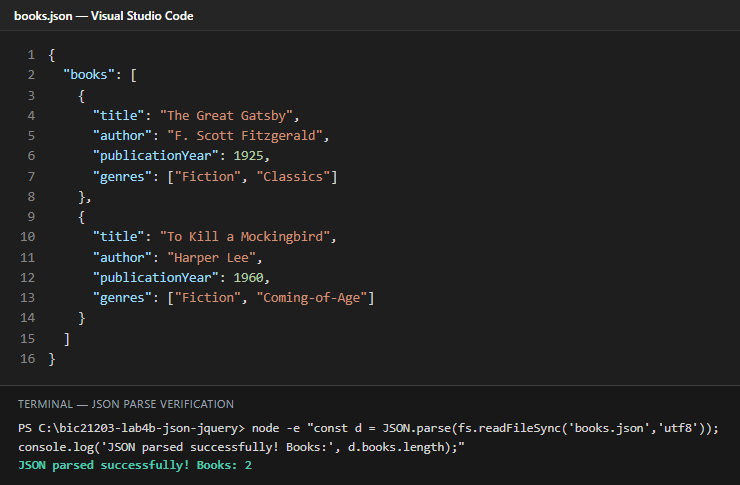 books.json — Visual Studio Code
1 {
2   "books": [
3     {
4       "title": "The Great Gatsby",
5       "author": "F. Scott Fitzgerald",
6       "publicationYear": 1925,
7       "genres": ["Fiction", "Classics"]
8     },
9     {
10       "title": "To Kill a Mockingbird",
11       "author": "Harper Lee",
12       "publicationYear": 1960,
13       "genres": ["Fiction", "Coming-of-Age"]
14     }
15   ]
16 }
TERMINAL — JSON PARSE VERIFICATION
PS C:\bic21203-lab4b-json-jquery> node -e "const d = JSON.parse(fs.readFileSync('books.json','utf8'));
console.log('JSON parsed successfully! Books:', d.books.length);"
JSON parsed successfully! Books: 2